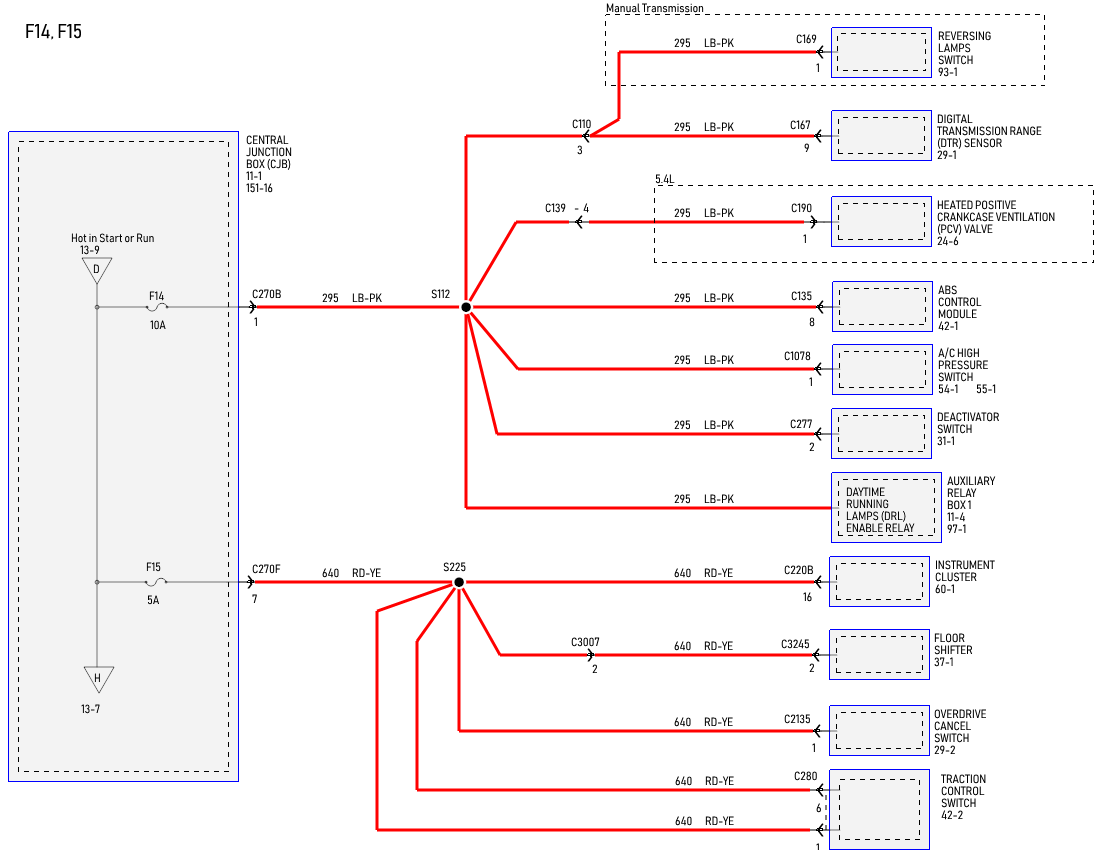 F14, F15
Manual Transmission
295 LB-PK
C169
1
REVERSING
LAMPS
SWITCH
93-1
C110
3
295 LB-PK
C167
9
DIGITAL
TRANSMISSION RANGE
(DTR) SENSOR
29-1
CENTRAL
JUNCTION
BOX (CJB)
11-1
151-16
5.4L
C139 - 4
295 LB-PK
C190
1
HEATED POSITIVE
CRANKCASE VENTILATION
(PCV) VALVE
24-6
Hot in Start or Run
13-9
D
F14
10A
C270B
1
295 LB-PK
S112
295 LB-PK
C135
8
ABS
CONTROL
MODULE
42-1
295 LB-PK
C1078
1
A/C HIGH
PRESSURE
SWITCH
54-1 55-1
295 LB-PK
C277
2
DEACTIVATOR
SWITCH
31-1
295 LB-PK
DAYTIME
RUNNING
LAMPS (DRL)
ENABLE RELAY
AUXILIARY
RELAY
BOX 1
11-4
97-1
F15
5A
C270F
7
640 RD-YE
S225
640 RD-YE
C220B
16
INSTRUMENT
CLUSTER
60-1
C3007
2
640 RD-YE
C3245
2
FLOOR
SHIFTER
37-1
H
13-7
640 RD-YE
C2135
1
OVERDRIVE
CANCEL
SWITCH
29-2
640 RD-YE
C280
6
640 RD-YE
1
TRACTION
CONTROL
SWITCH
42-2